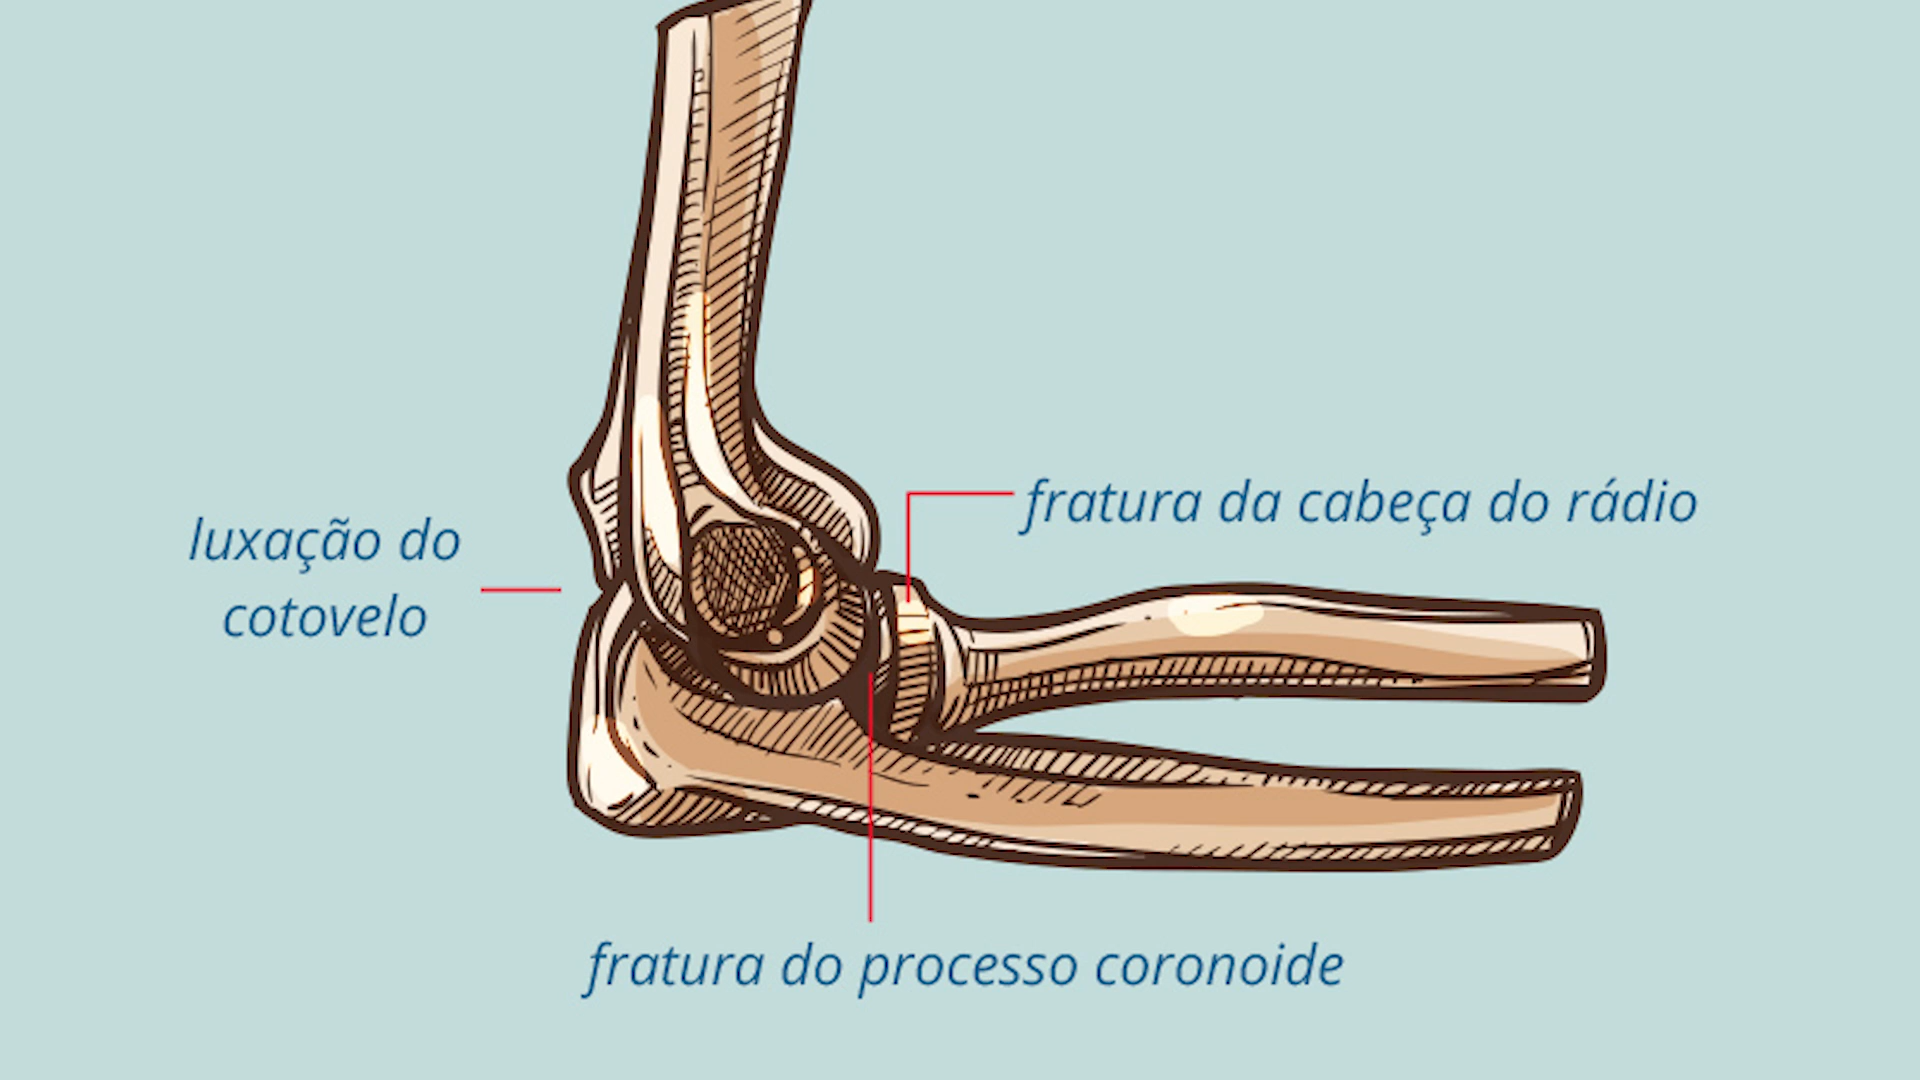 fratura da cabeça do rádio
luxação do
cotovelo
fratura do processo coronoide